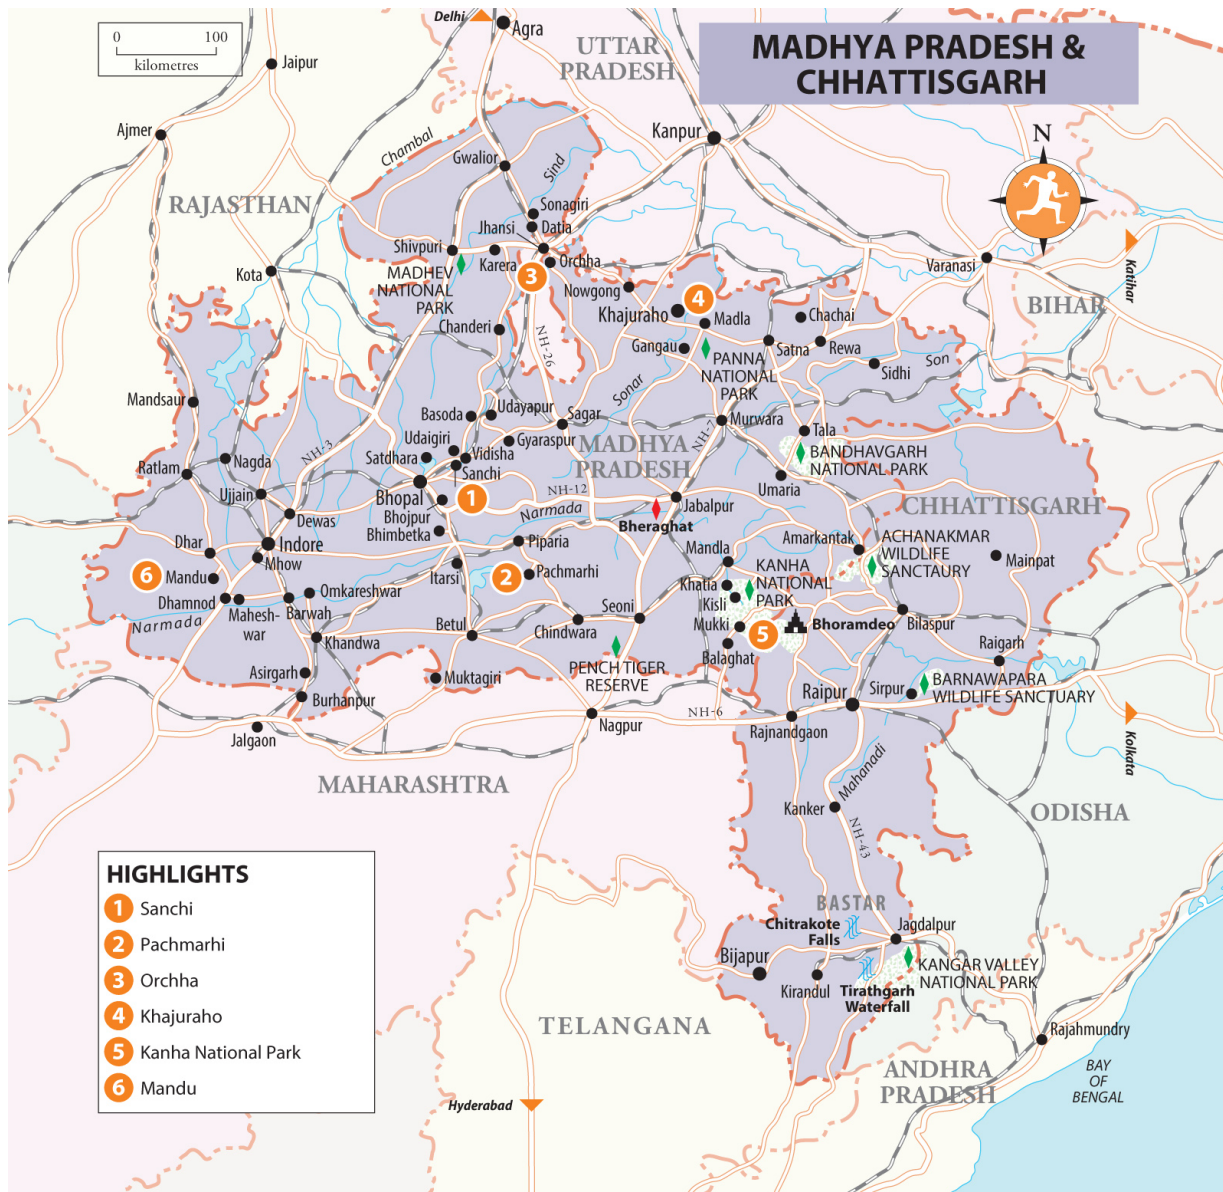 Delhi
Agra
UTTAR
PRADESH
MADHYA PRADESH &
CHHATTISGARH
0 100
kilometres
Jaipur
Ajmer
Kanpur
N
Chambal
Gwalior
Sind
RAJASTHAN
Sonagiri
Datia
Jhansi
Shivpuri
Karera
Orchha
MADHEV
NATIONAL
PARK
Kota
3
Nowgong
4
Khajuraho
Madla
Chachai
Varanasi
Katihar
BIHAR
Chanderi
NH-26
Gangau
PANNA
NATIONAL
PARK
Satna
Rewa
Sidhi
Son
Sonar
Mandsaur
Basoda
Udayapur
Sagar
Murwara
Tala
Udaigiri
Gyaraspur
MADHYA
PRADESH
NH-7
BANDHAVGARH
NATIONAL PARK
NH-3
Satdhara
Vidisha
Sanchi
Ratlam
Nagda
Umaria
Ujjain
Bhopal
1
NH-12
Narmada
Jabalpur
Bheraghat
CHHATTISGARH
Dewas
Bhojpur
Bhimbetka
Dhar
Indore
Mhow
Piparia
Mandla
Amarkantak
ACHANAKMAR
WILDLIFE
SANCTAURY
Mainpat
6
Mandu
Itarsi
2
Pachmarhi
Khatia
KANHA
NATIONAL
PARK
Kisli
Dhamnod
Mahesh-
war
Barwah
Omkareshwar
Narmada
Seoni
Mukki
5
Bhoramdeo
Bilaspur
Khandwa
Betul
Chindwara
Balaghat
Raigarh
Asirgarh
Muktagiri
PENCH TIGER
RESERVE
Burhanpur
Raipur
Sirpur
BARNAWAPARA
WILDLIFE SANCTUARY
Jalgaon
Nagpur
NH-6
Rajnandgaon
Kolkata
MAHARASHTRA
Mahanadi
Kanker
NH-43
ODISHA
HIGHLIGHTS
1 Sanchi
2 Pachmarhi
3 Orchha
4 Khajuraho
5 Kanha National Park
6 Mandu
BASTAR
Chitrakote
Falls
Jagdalpur
Bijapur
Kirandul
Tirathgarh
Waterfall
KANGAR VALLEY
NATIONAL PARK
TELANGANA
Rajahmundry
ANDHRA
PRADESH
BAY
OF
BENGAL
Hyderabad